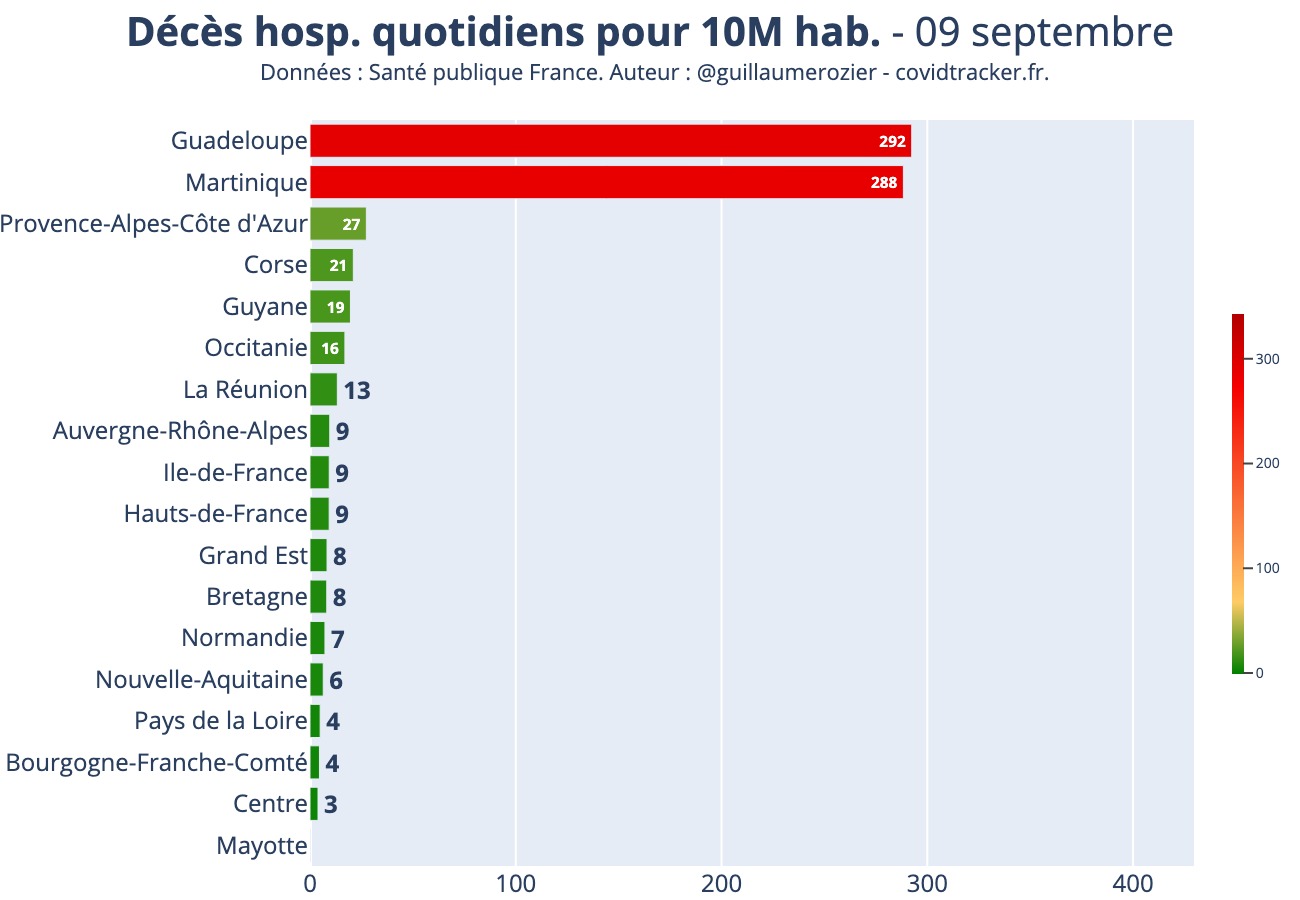 Décès hosp. quotidiens pour 10M hab. - 09 septembre
Données : Santé publique France. Auteur : @guillaumerozier - covidtracker.fr.
Guadeloupe 292
Martinique 288
Provence-Alpes-Côte d'Azur 27
Corse 21
Guyane 19
Occitanie 16
La Réunion 13
Auvergne-Rhône-Alpes 9
Ile-de-France 9
Hauts-de-France 9
Grand Est 8
Bretagne 8
Normandie 7
Nouvelle-Aquitaine 6
Pays de la Loire 4
Bourgogne-Franche-Comté 4
Centre 3
Mayotte
0 100 200 300 400
300
200
100
0